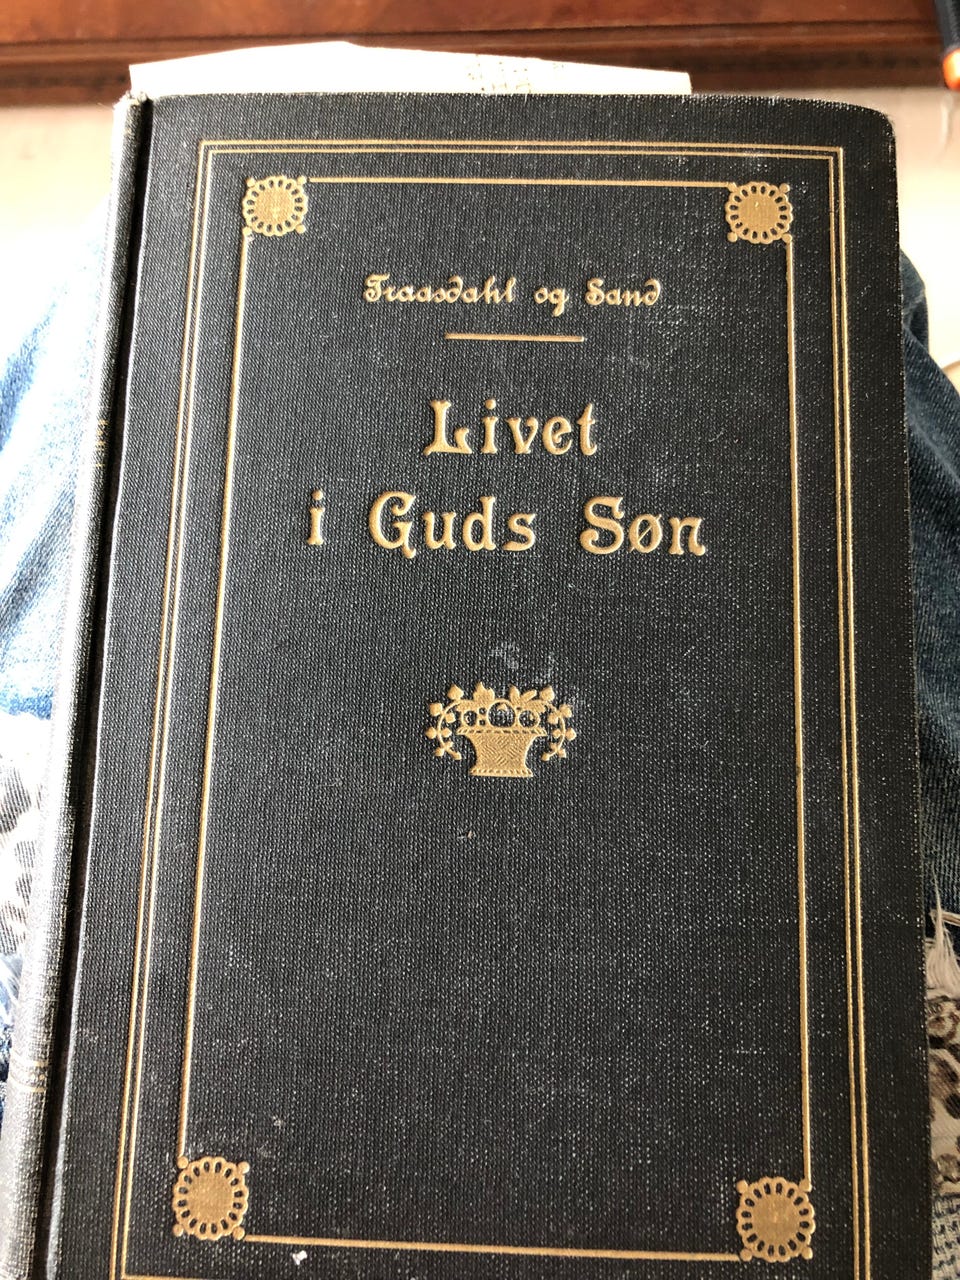 Traasdahl og Sand
Livet
i Guds Søn